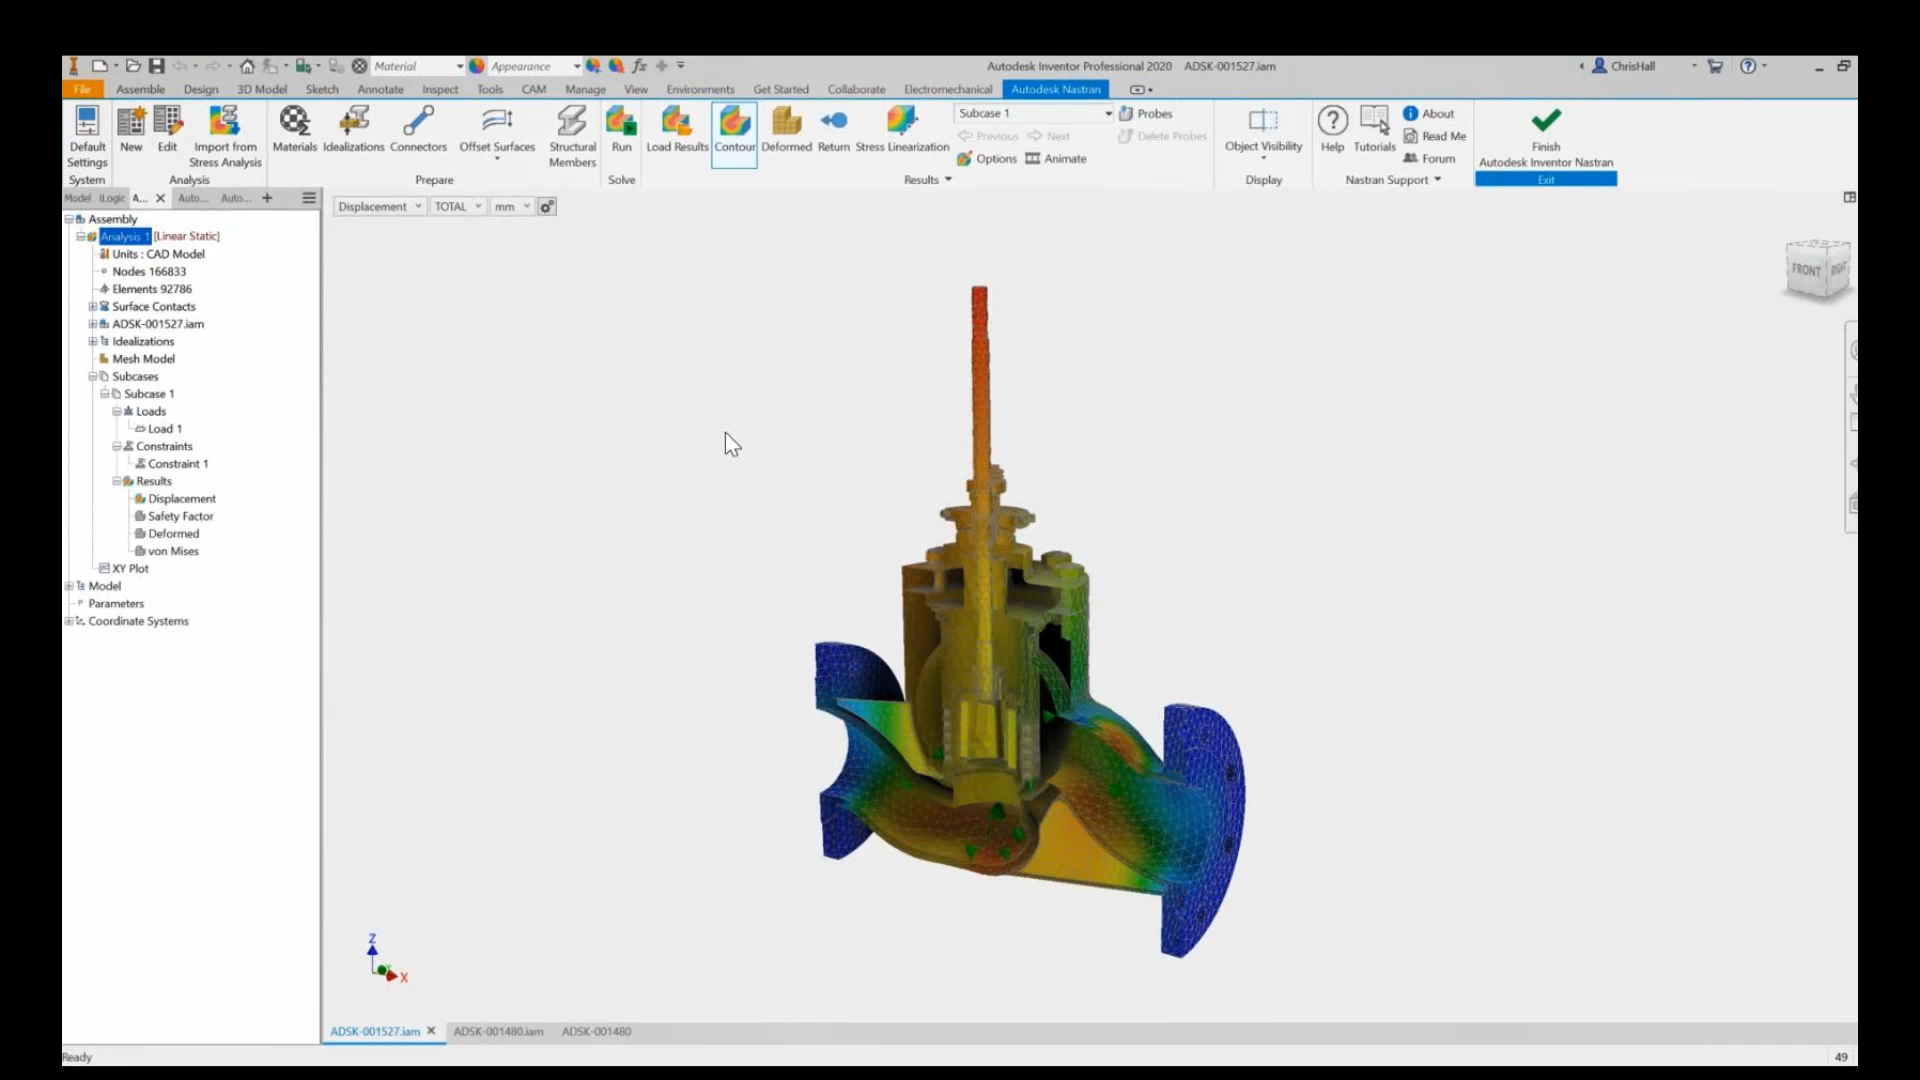 Material
Appearance
fx
Autodesk Inventor Professional 2020 ADSK-001527.iam
ChrisHall
File Assemble Design 3D Model Sketch Annotate Inspect Tools CAM Manage View Environments Get Started Collaborate Electromechanical Autodesk Nastran
Default Settings
New
Edit
Import from Stress Analysis
Materials
Idealizations
Connectors
Offset Surfaces
Structural Members
Run
Load Results
Contour
Deformed
Return
Stress Linearization
Subcase 1
Previous
Next
Options
Animate
Probes
Delete Probes
Object Visibility
Help
Tutorials
About
Read Me
Forum
Finish
Autodesk Inventor Nastran
System
Analysis
Prepare
Solve
Results
Display
Nastran Support
Exit
Model iLogic A... Auto... Auto...
Displacement TOTAL mm
Assembly
Analysis 1 [Linear Static]
Units : CAD Model
Nodes 166833
Elements 92786
Surface Contacts
ADSK-001527.iam
Idealizations
Mesh Model
Subcases
Subcase 1
Loads
Load 1
Constraints
Constraint 1
Results
Displacement
Safety Factor
Deformed
von Mises
XY Plot
Model
Parameters
Coordinate Systems
FRONT RIGHT
Z
X
ADSK-001527.iam ADSK-001480.iam ADSK-001480
Ready
49